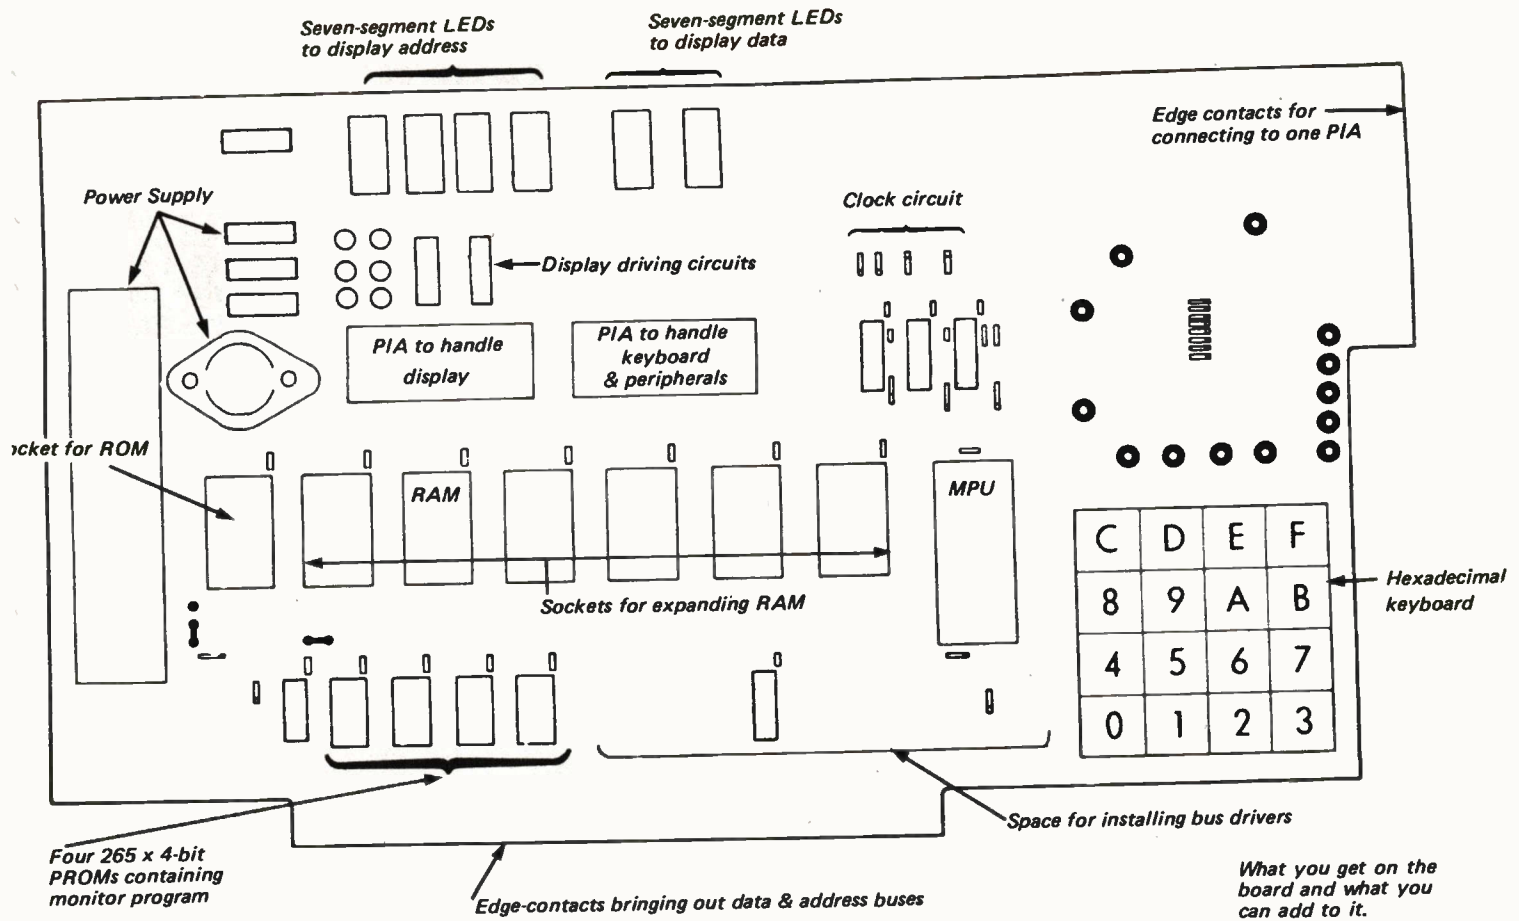 Seven-segment LEDs
to display address
Seven-segment LEDs
to display data
Edge contacts for
connecting to one PIA
Power Supply
Clock circuit
Display driving circuits
PIA to handle
display
PIA to handle
keyboard
& peripherals
ocket for ROM
RAM
MPU
Sockets for expanding RAM
C D E F
8 9 A B
4 5 6 7
0 1 2 3
Hexadecimal
keyboard
Space for installing bus drivers
Four 265 x 4-bit
PROMs containing
monitor program
Edge-contacts bringing out data & address buses
What you get on the
board and what you
can add to it.